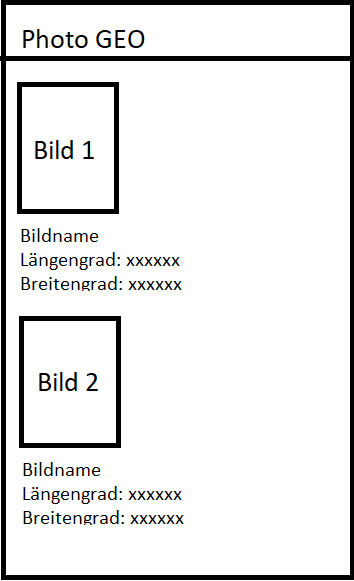 Photo GEO
Bild 1
Bildname
Längengrad: xxxxxx
Breitengrad: xxxxxx
Bild 2
Bildname
Längengrad: xxxxxx
Breitengrad: xxxxxx